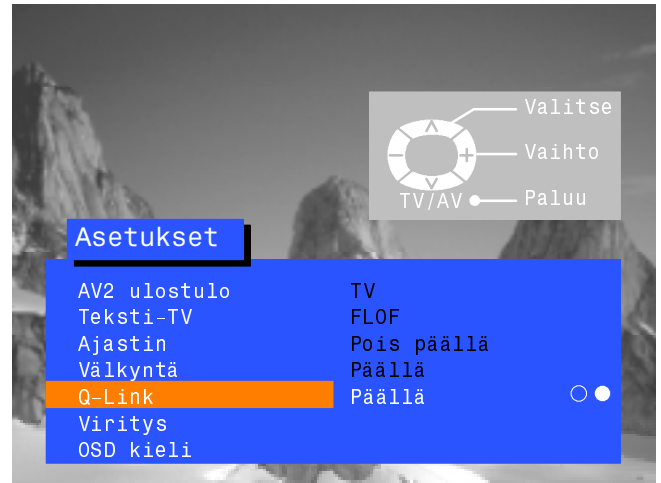 Valitse
Vaihto
TV/AV Paluu
Asetukset
AV2 ulostulo TV
Teksti-TV FLOF
Ajastin Pois päällä
Välkyntä Päällä
Q-Link Päällä
Viritys
OSD kieli